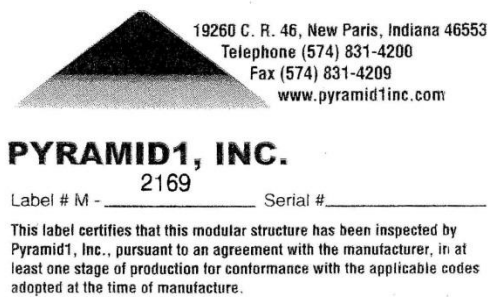 19260 C. R. 46, New Paris, Indiana 46553
Telephone (574) 831-4200
Fax (574) 831-4209
www.pyramid1inc.com
PYRAMID1, INC.
Label # M - 2169 Serial #
This label certifies that this modular structure has been inspected by
Pyramid1, Inc., pursuant to an agreement with the manufacturer, in at
least one stage of production for conformance with the applicable codes
adopted at the time of manufacture.